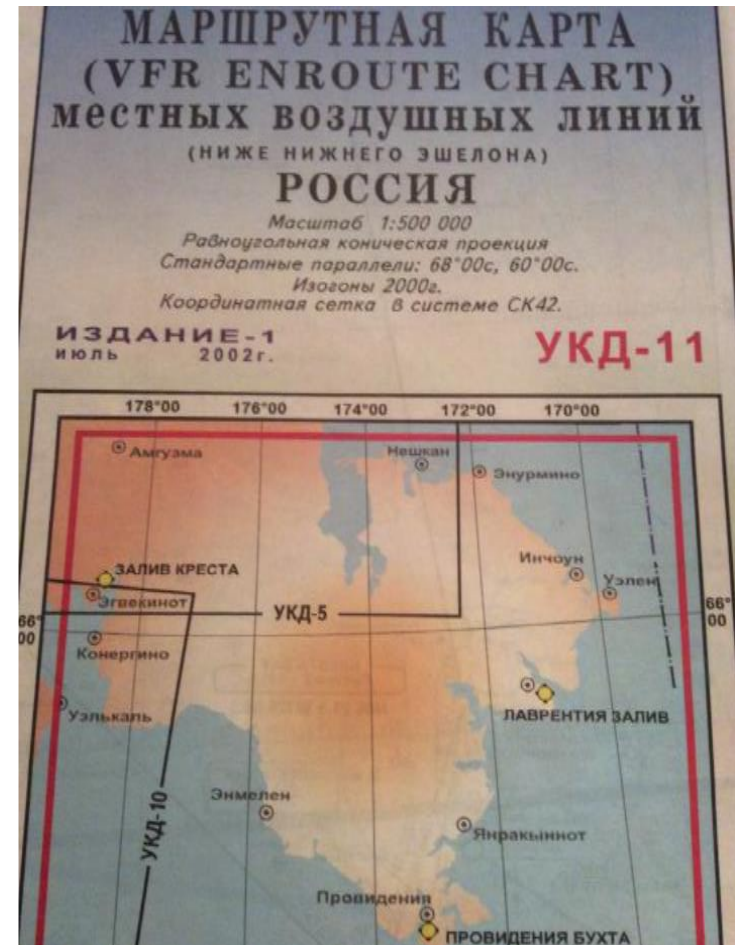 МАРШРУТНАЯ КАРТА
(VFR ENROUTE CHART)
местных воздушных линий
(НИЖЕ НИЖНЕГО ЭШЕЛОНА)
РОССИЯ
Масштаб 1:500 000
Равноугольная коническая проекция
Стандартные параллели: 68°00с, 60°00с.
Изогоны 2000г.
Координатная сетка в системе СК42.
ИЗДАНИЕ-1
июль 2002г.
УКД-11
178°00 176°00 174°00 172°00 170°00
Амгуэма
Нешкан
Энурмино
ЗАЛИВ КРЕСТА
Инчоун
Уэлен
Эгвекинот
УКД-5
66°
00
66°
00
Конергино
Уэлькаль
ЛАВРЕНТИЯ ЗАЛИВ
УКД-10
Энмелен
Янракыннот
Провидения
ПРОВИДЕНИЯ БУХТА